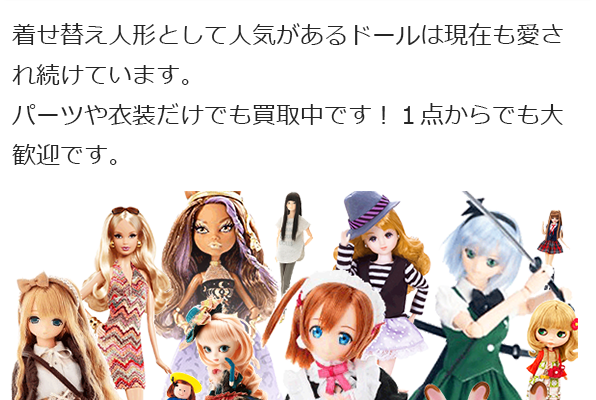 着せ替え人形として人気があるドールは現在も愛さ
れ続けています。
パーツや衣装だけでも買取中です！１点からでも大
歓迎です。